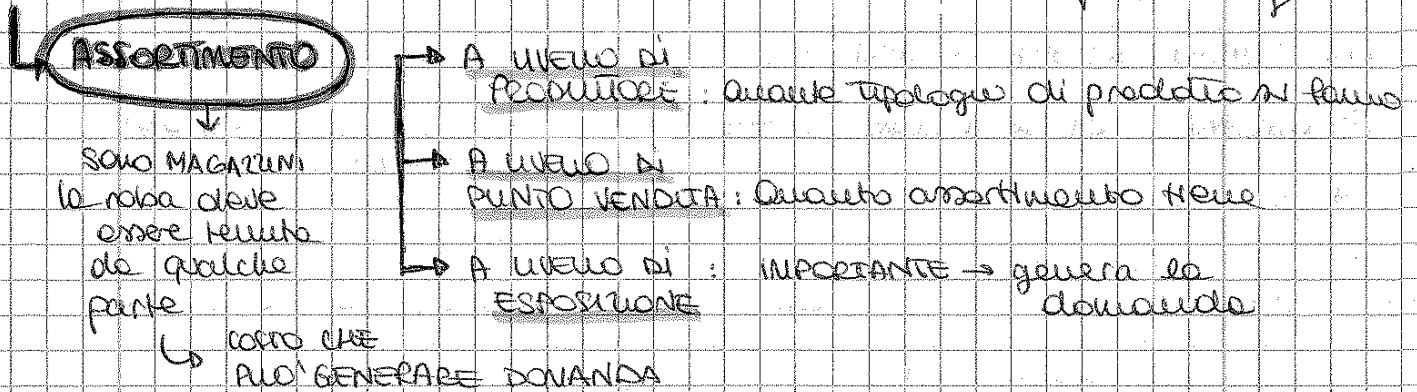 ASSORTIMENTO
SONO MAGAZZINI
la roba deve
essere tenuta
da qualche
parte
COSTO CHE
PUO' GENERARE DOMANDA
A LIVELLO DI
PRODUTTORE : Quante tipologie di prodotto si fanno
A LIVELLO DI
PUNTO VENDITA : Quanto assortimento tiene
A LIVELLO DI : IMPORTANTE → genera la
ESPOSIZIONE domanda